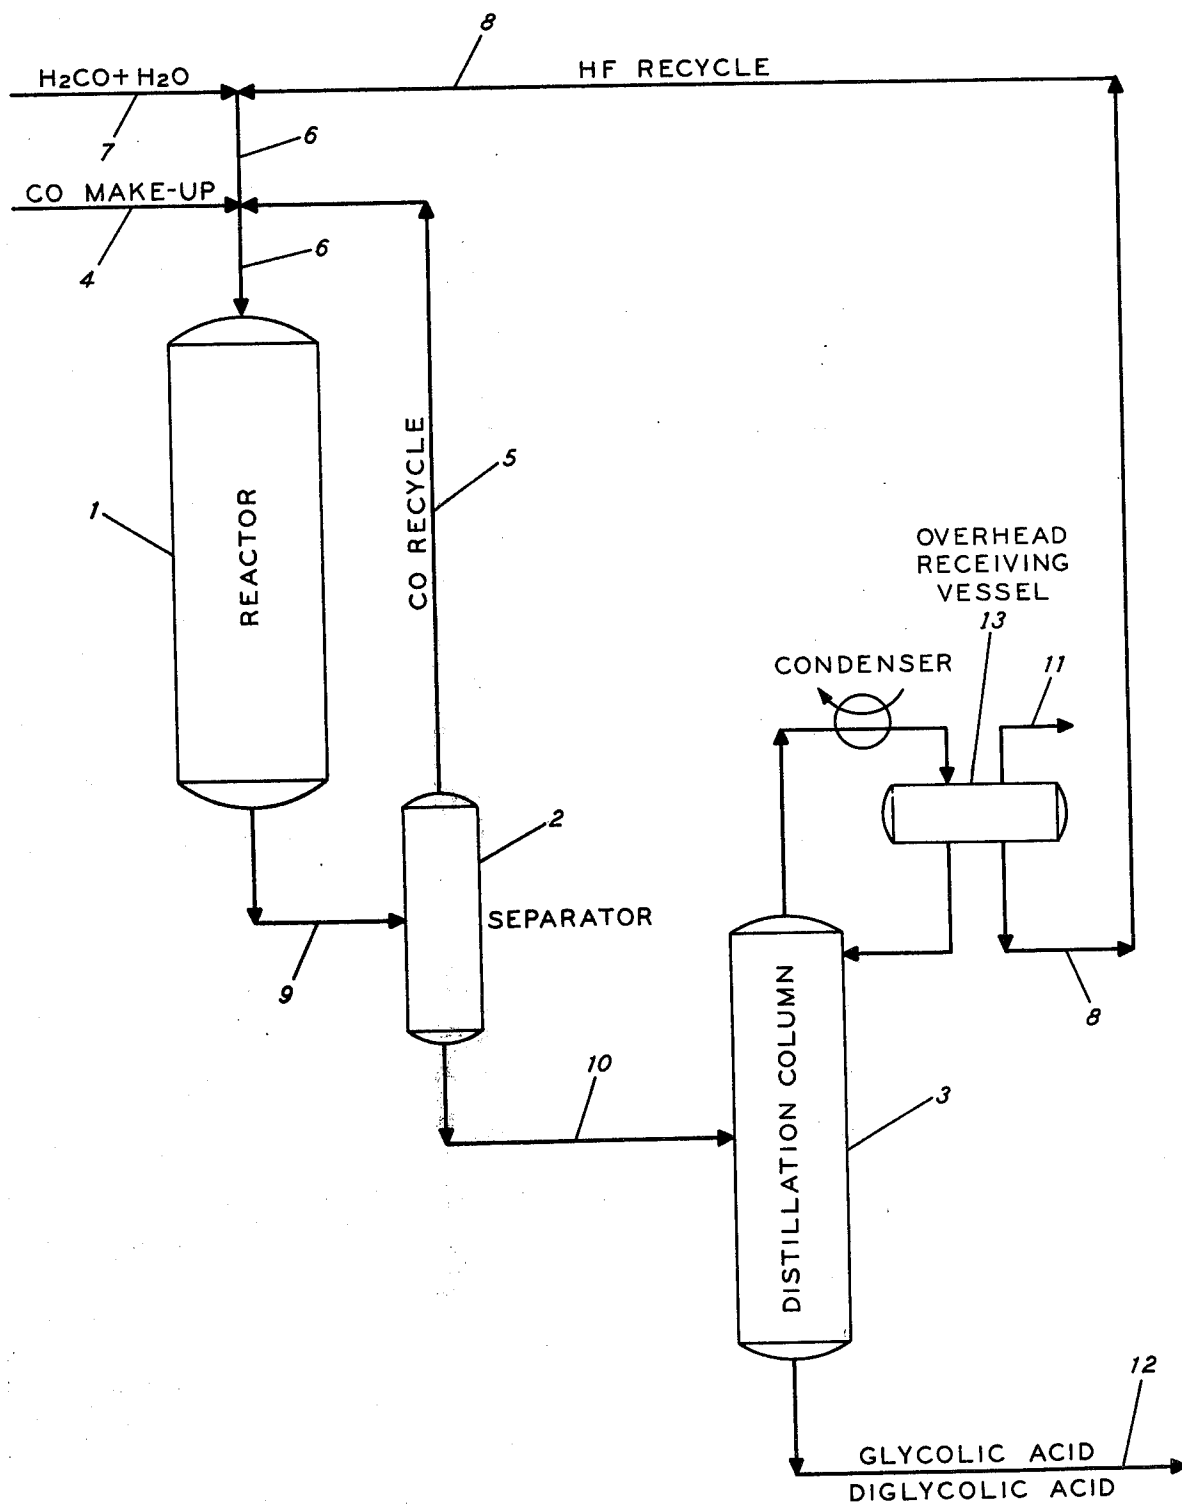 8
H₂CO+H₂O
HF RECYCLE
7
6
CO MAKE-UP
4
6
CO RECYCLE
5
1
REACTOR
OVERHEAD
RECEIVING
VESSEL
13
CONDENSER
11
2
SEPARATOR
9
8
10
DISTILLATION COLUMN
3
12
GLYCOLIC ACID
DIGLYCOLIC ACID